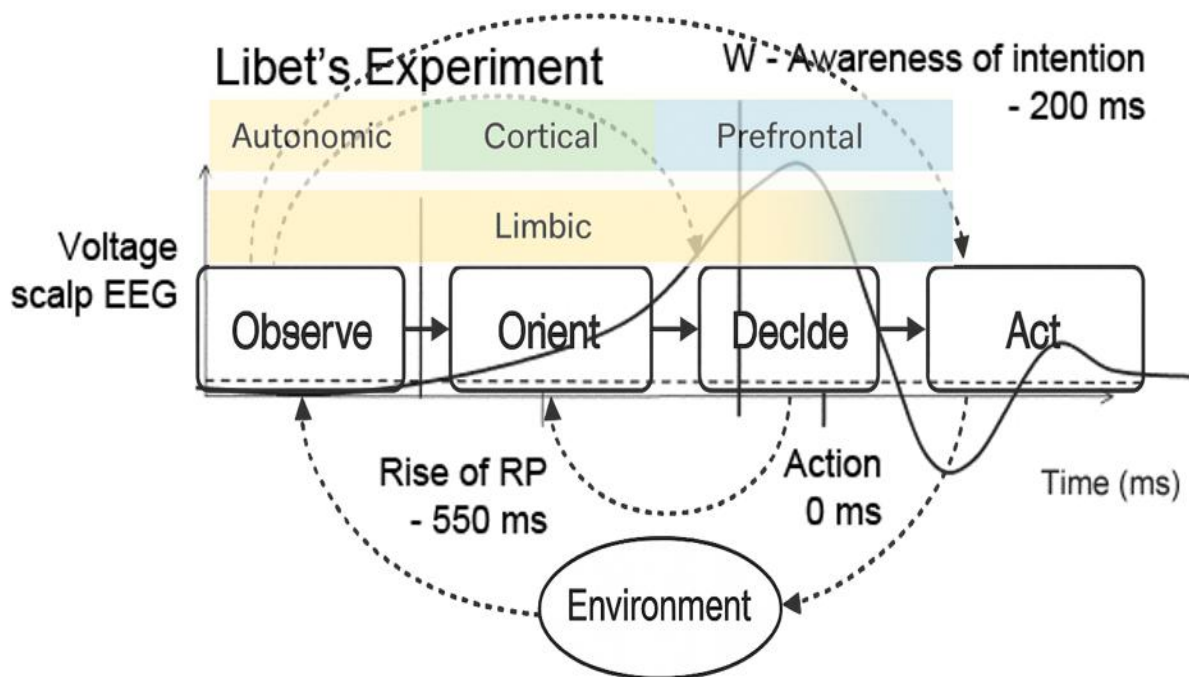 Libet's Experiment
W - Awareness of intention
- 200 ms
Autonomic
Cortical
Prefrontal
Limbic
Voltage
scalp EEG
Observe
Orient
Decide
Act
Rise of RP
- 550 ms
Action
0 ms
Time (ms)
Environment